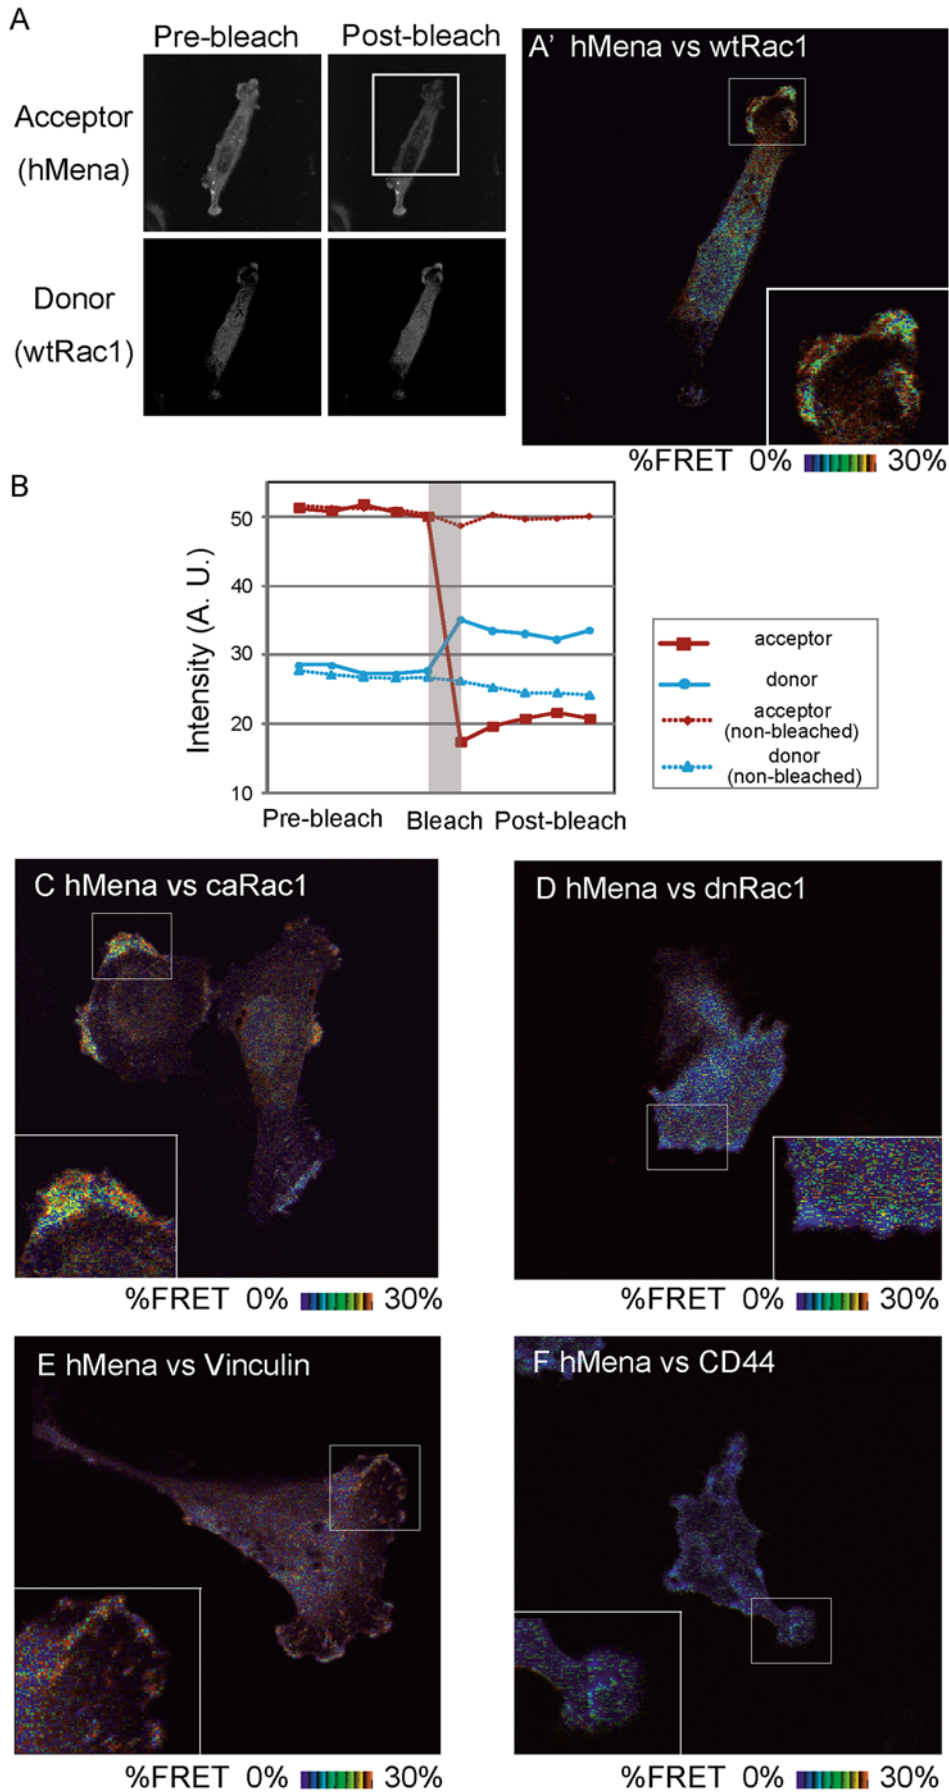 A
Pre-bleach
Post-bleach
Acceptor
(hMena)
Donor
(wtRac1)
A' hMena vs wtRac1
%FRET 0% 30%
B
Intensity (A. U.)
50
40
30
20
10
Pre-bleach
Bleach
Post-bleach
acceptor
donor
acceptor
(non-bleached)
donor
(non-bleached)
C hMena vs caRac1
%FRET 0% 30%
D hMena vs dnRac1
%FRET 0% 30%
E hMena vs Vinculin
%FRET 0% 30%
F hMena vs CD44
%FRET 0% 30%